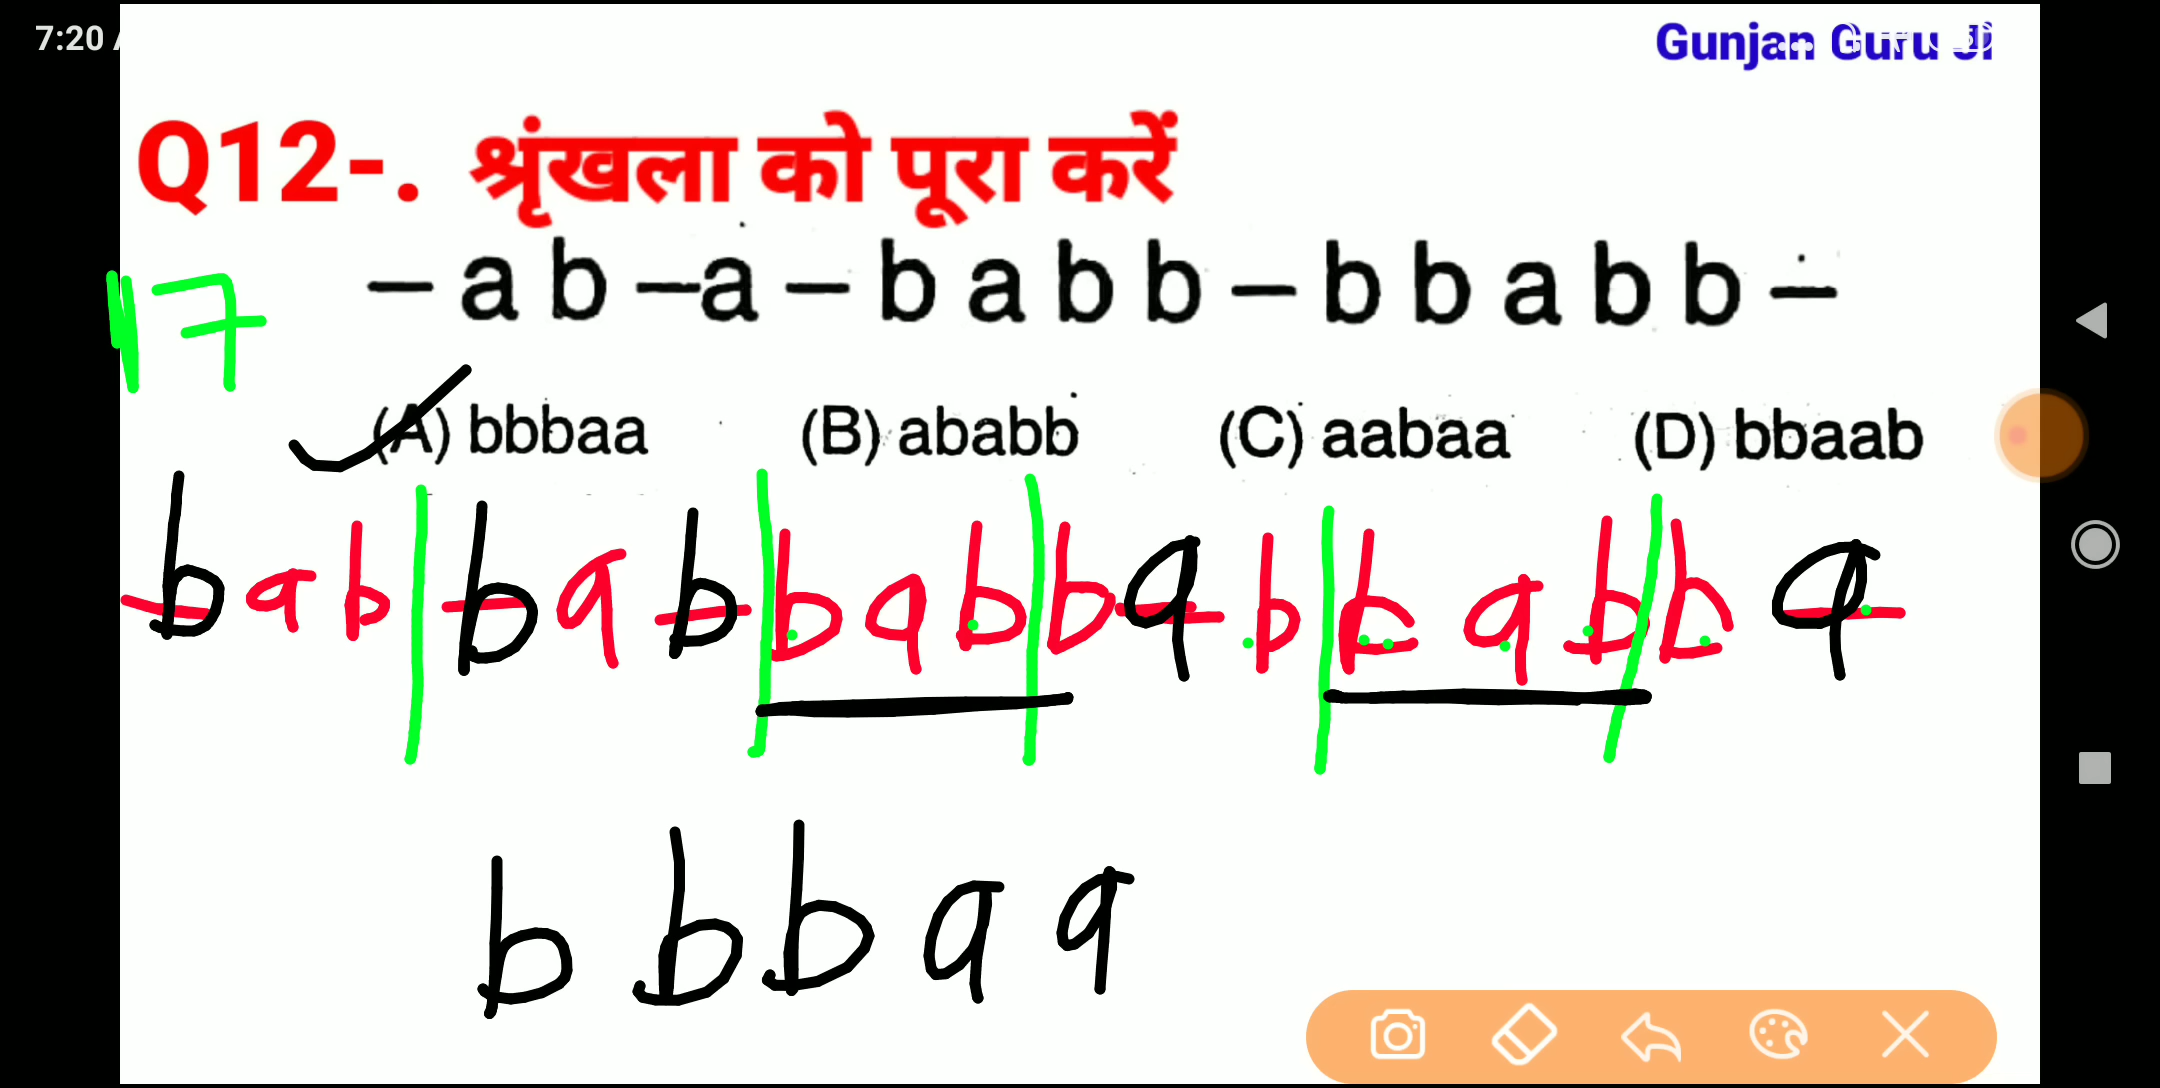 7:20
Gunjan Guru Ji
Q12-. श्रृंखला को पूरा करें
17
– a b – a – b a b b – b b a b b –
(A) bbbaa (B) ababb (C) aabaa (D) bbaab
b a b | b a b | b a b | b a b | b a b | b a
b b b a a